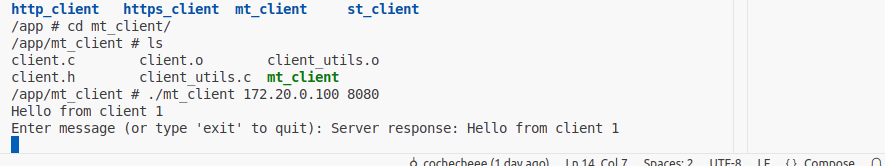 http_client   https_client  mt_client     st_client
/app # cd mt_client/
/app/mt_client # ls
client.c        client.o        client_utils.o
client.h        client_utils.c  mt_client
/app/mt_client # ./mt_client 172.20.0.100 8080
Hello from client 1
Enter message (or type 'exit' to quit): Server response: Hello from client 1
cochecheee (1 day ago)   Ln 14, Col 7   Spaces: 2   UTF-8   LF   {} Compose